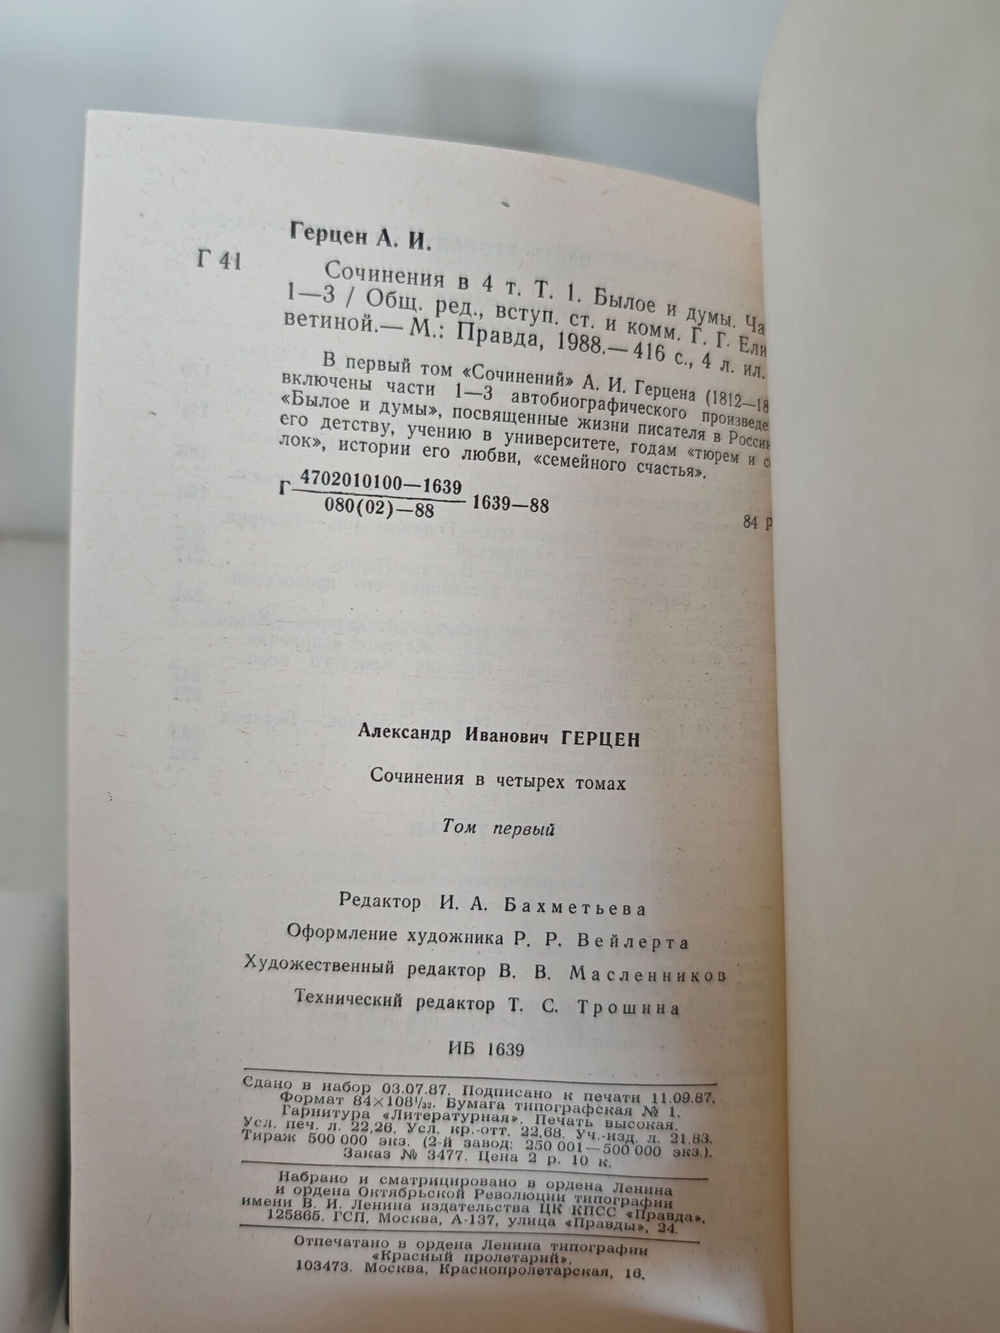 Герцен А. И.
Г 41
Сочинения в 4 т. Т. 1. Былое и думы. Ча
1—3 / Общ. ред., вступ. ст. и комм. Г. Г. Ели
ветиной.— М.: Правда, 1988.— 416 с., 4 л. ил.
В первый том «Сочинений» А. И. Герцена (1812—18
включены части 1—3 автобиографического произведе
«Былое и думы», посвященные жизни писателя в России
его детству, учению в университете, годам «тюрем и с
лок», истории его любви, «семейного счастья».
Г 4702010100—1639
080(02)—88 1639—88
84 Р
Александр Иванович ГЕРЦЕН
Сочинения в четырех томах
Том первый
Редактор И. А. Бахметьева
Оформление художника Р. Р. Вейлерта
Художественный редактор В. В. Масленников
Технический редактор Т. С. Трошина
ИБ 1639
Сдано в набор 03.07.87. Подписано к печати 11.09.87.
Формат 84×108¹/₃₂. Бумага типографская № 1.
Гарнитура «Литературная». Печать высокая.
Усл. печ. л. 22,26. Усл. кр.-отт. 22,68. Уч.-изд. л. 21,83.
Тираж 500 000 экз. (2-й завод: 250 001—500 000 экз.).
Заказ № 3477. Цена 2 р. 10 к.
Набрано и сматрицировано в ордена Ленина
и ордена Октябрьской Революции типографии
имени В. И. Ленина издательства ЦК КПСС «Правда»,
125865. ГСП, Москва, А-137, улица «Правды», 24.
Отпечатано в ордена Ленина типографии
«Красный пролетарий».
103473. Москва, Краснопролетарская, 16.